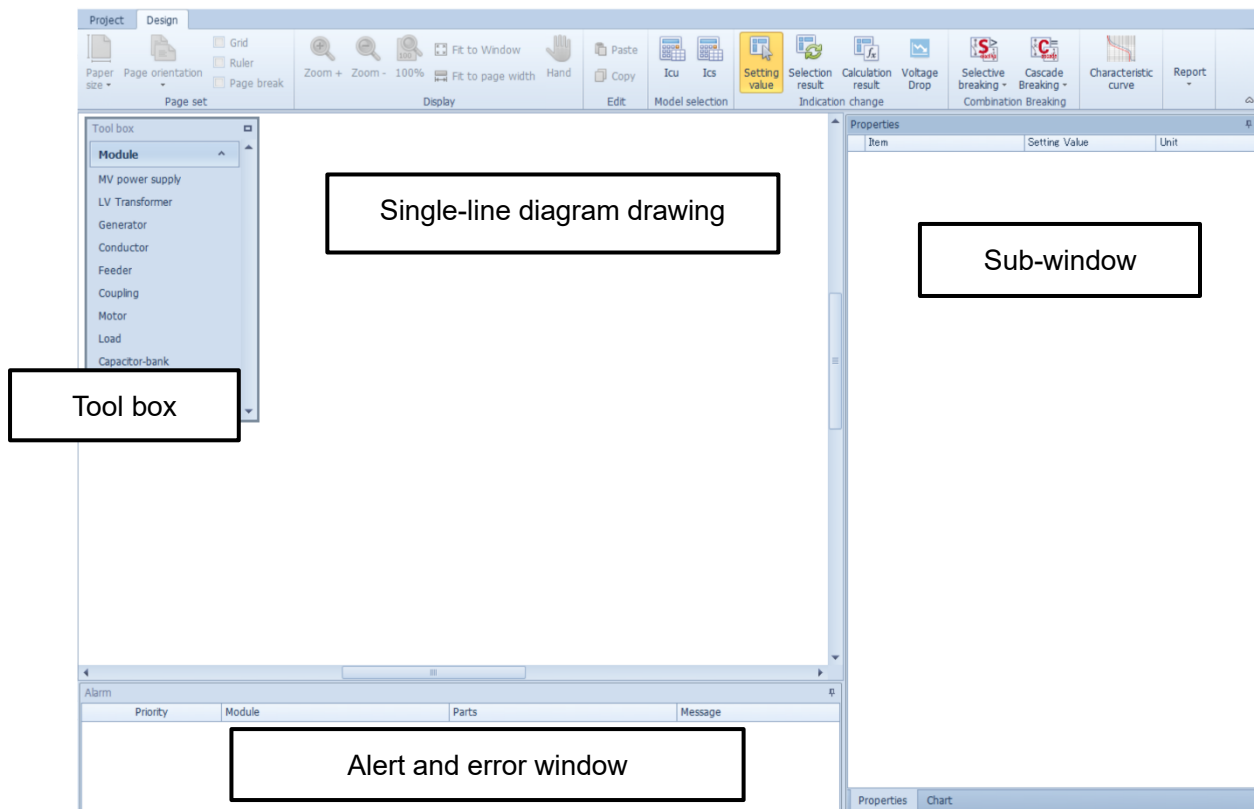 Project Design
Grid
Ruler
Page break
Paper size
Page orientation
Page set
Zoom + Zoom - 100%
Fit to Window
Fit to page width
Hand
Display
Paste
Copy
Edit
Icu Ics
Model selection
Setting value
Selection result
Calculation result
Voltage Drop
Indication change
Selective breaking
Cascade Breaking
Combination Breaking
Characteristic curve
Report
Tool box
Module
MV power supply
LV Transformer
Generator
Conductor
Feeder
Coupling
Motor
Load
Capacitor-bank
Tool box
Single-line diagram drawing
Properties
Item Setting Value Unit
Sub-window
Alarm
Priority Module Parts Message
Alert and error window
Properties Chart